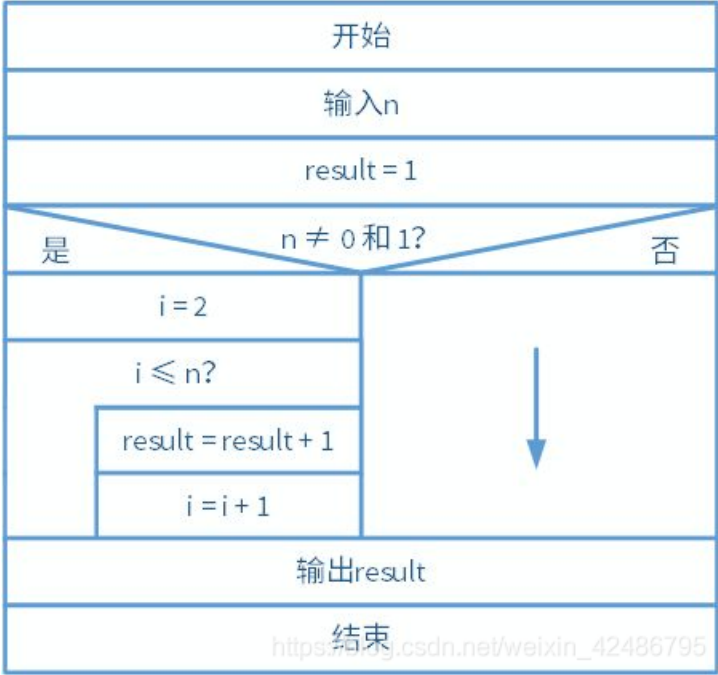 开始
输入n
result = 1
n ≠ 0 和 1?
是
否
i = 2
i ≤ n?
result = result + 1
i = i + 1
输出result
结束
https://blog.csdn.net/weixin_42486795